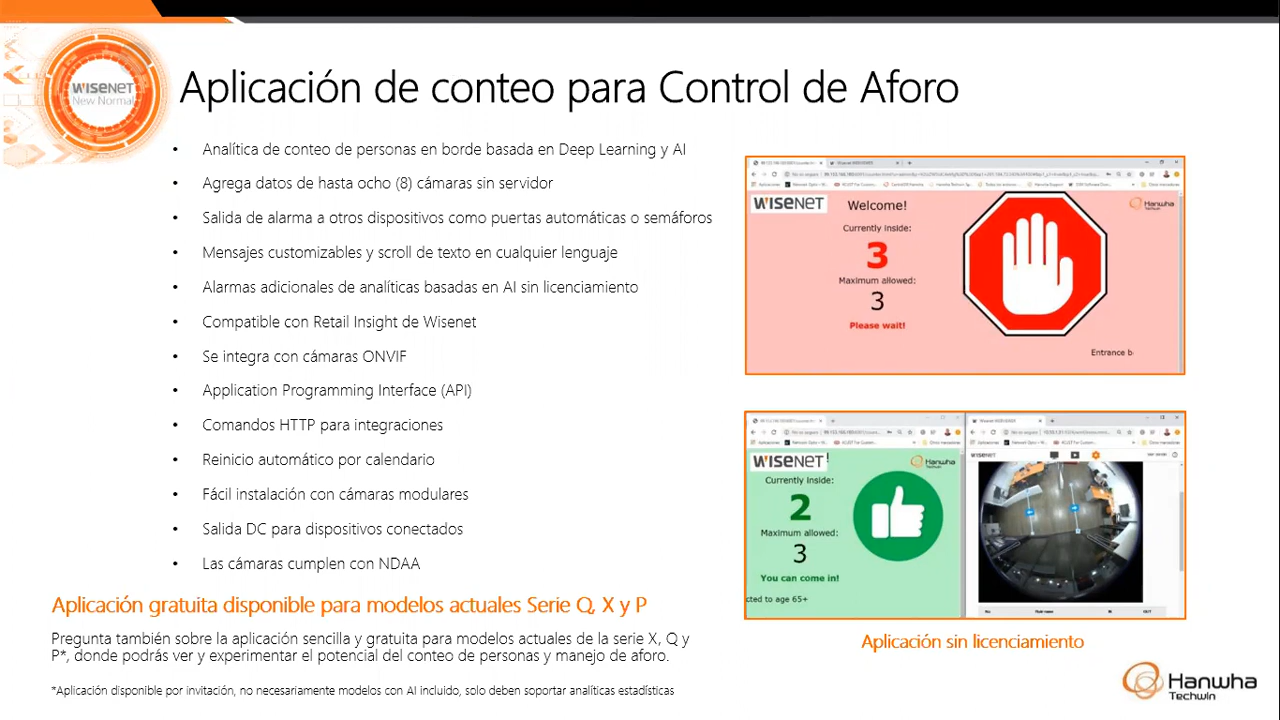 WISENET
New Normal
Aplicación de conteo para Control de Aforo
• Analítica de conteo de personas en borde basada en Deep Learning y AI
• Agrega datos de hasta ocho (8) cámaras sin servidor
• Salida de alarma a otros dispositivos como puertas automáticas o semáforos
• Mensajes customizables y scroll de texto en cualquier lenguaje
• Alarmas adicionales de analíticas basadas en AI sin licenciamiento
• Compatible con Retail Insight de Wisenet
• Se integra con cámaras ONVIF
• Application Programming Interface (API)
• Comando HTTP para integraciones
• Reinicio automático por calendario
• Fácil instalación con cámaras modulares
• Salida DC para dispositivos conectados
• Las cámaras cumplen con NDAA
Aplicación gratuita disponible para modelos actuales Serie Q, X y P
Pregunta también sobre la aplicación sencilla y gratuita para modelos actuales de la serie X, Q y
P*, donde podrás ver y experimentar el potencial del conteo de personas y manejo de aforo.
*Aplicación disponible por invitación, no necesariamente modelos con AI incluido, solo deben soportar analíticas estadísticas
WISENET
Welcome!
Hanwha
Techwin
Currently Inside:
3
Maximum allowed:
3
Please wait!
Entrance b
WISENET!
Hanwha
Techwin
Currently Inside:
2
Maximum allowed:
3
You can come in!
cted to age 65+
WISENET
IN
OUT
Aplicación sin licenciamiento
Hanwha
Techwin